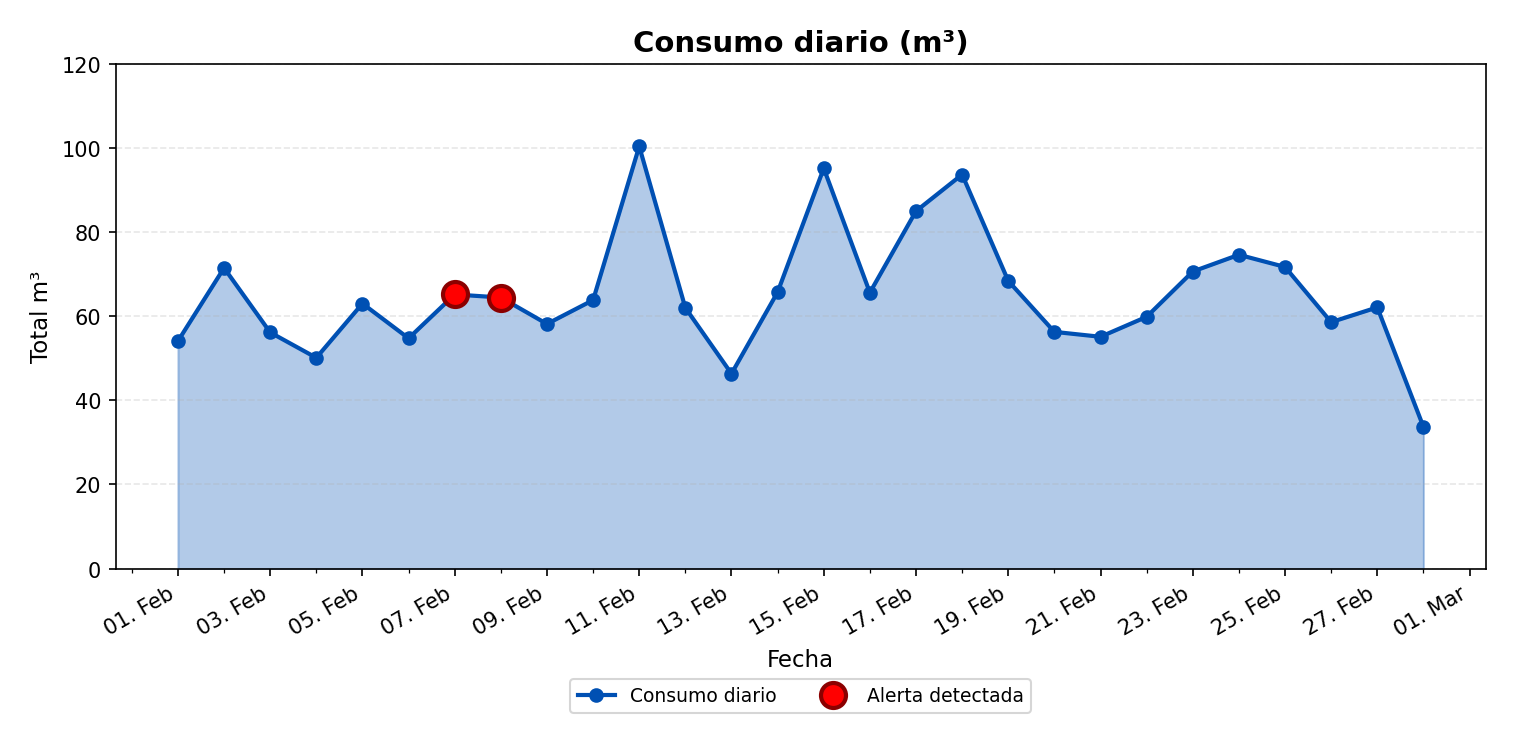 Consumo diario (m³)
120
100
80
60
40
20
0
Total m³
01. Feb
03. Feb
05. Feb
07. Feb
09. Feb
11. Feb
13. Feb
15. Feb
17. Feb
19. Feb
21. Feb
23. Feb
25. Feb
27. Feb
01. Mar
Fecha
Consumo diario
Alerta detectada